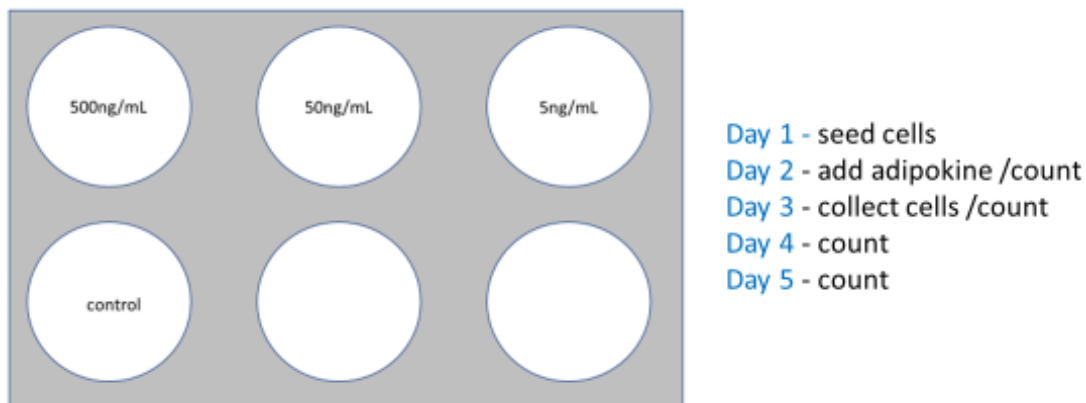 500ng/mL
50ng/mL
5ng/mL
control
Day 1 - seed cells
Day 2 - add adipokine /count
Day 3 - collect cells /count
Day 4 - count
Day 5 - count